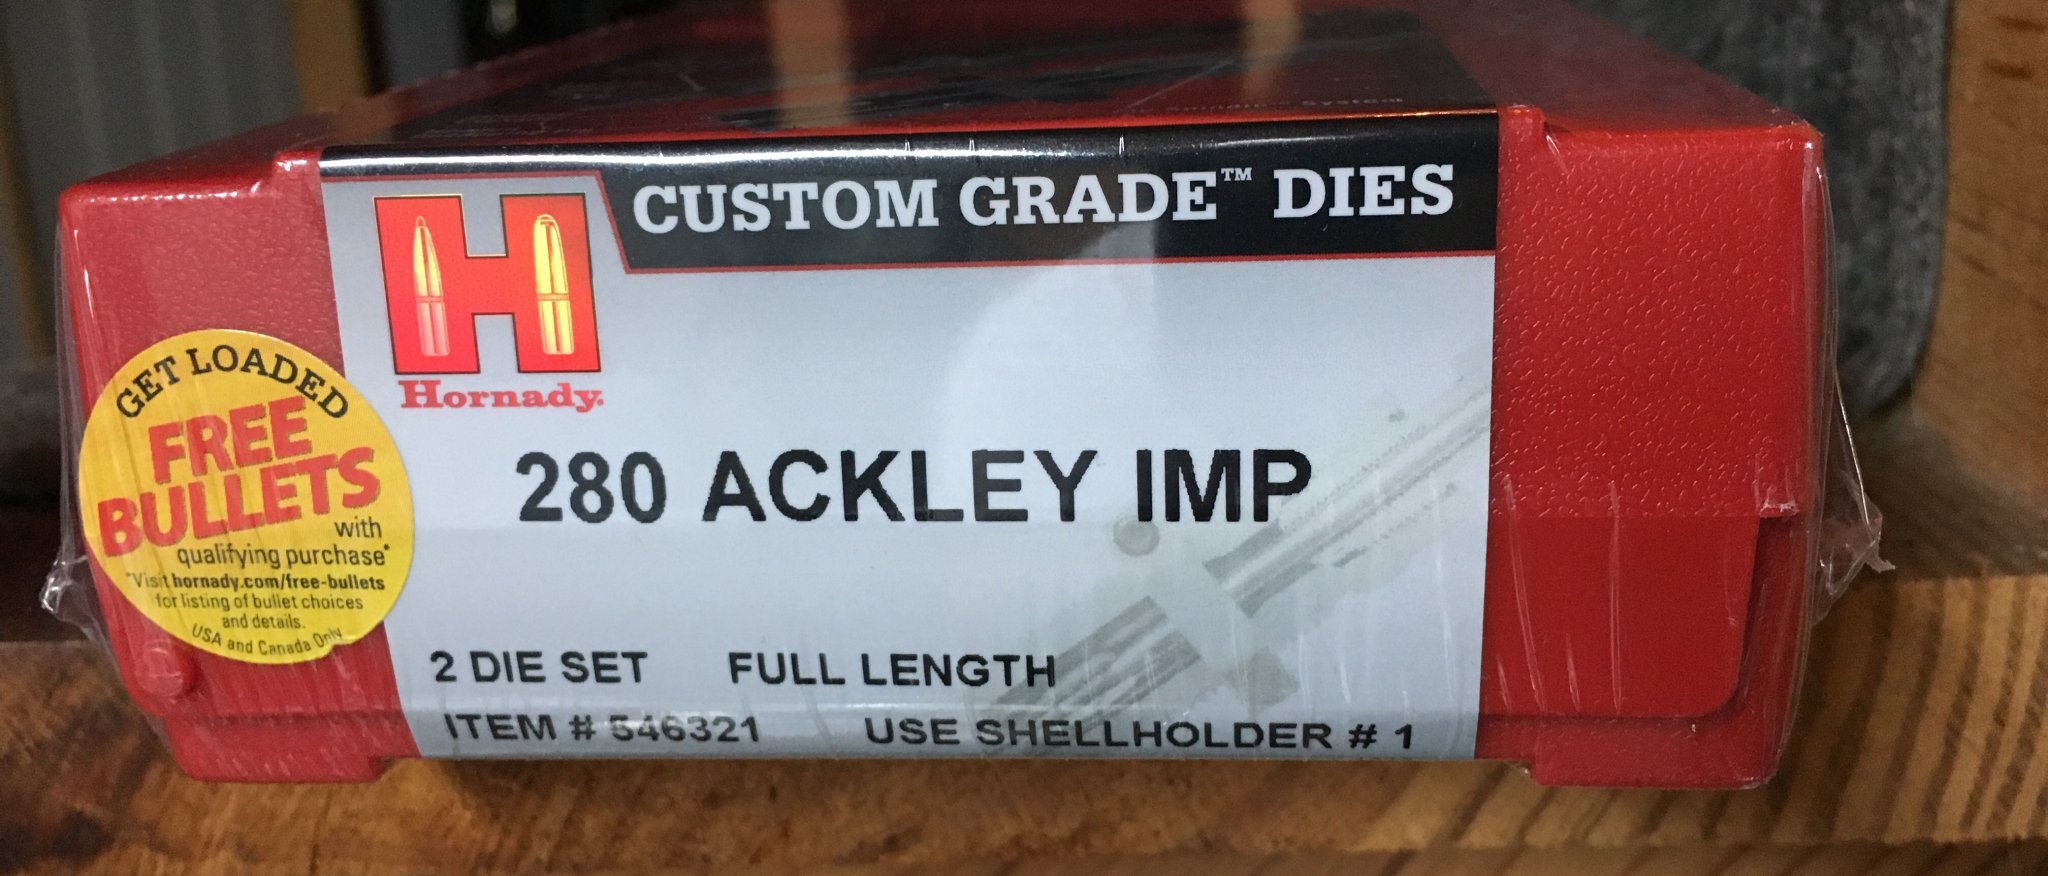 CUSTOM GRADE™ DIES
Hornady.
280 ACKLEY IMP
GET LOADED
FREE
BULLETS
with
qualifying purchase*
*Visit hornady.com/free-bullets
for listing of bullet choices
and details.
USA and Canada Only
2 DIE SET FULL LENGTH
ITEM # 546321 USE SHELLHOLDER # 1
System